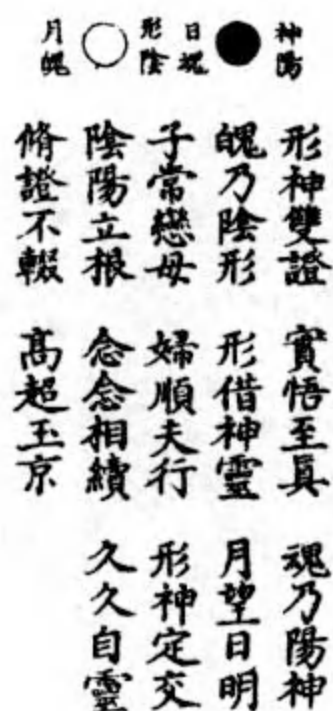 神陽
日魂
形陰
月魄
形神雙證 實悟至真 魂乃陽神
魄乃陰形 形借神靈 月望日明
子常戀母 婦順夫行 形神定交
陰陽立根 念念相續 久久自靈
脩證不輟 高超玉京